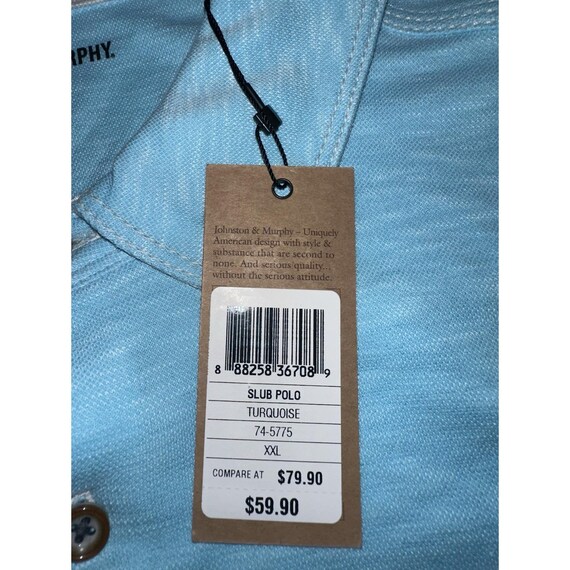 RPHY.
Johnston & Murphy – Uniquely
American design with style &
substance that are second to
none. And serious quality
without the serious attitude.
8 88258 36708 9
SLUB POLO
TURQUOISE
74-5775
XXL
COMPARE AT $79.90
$59.90